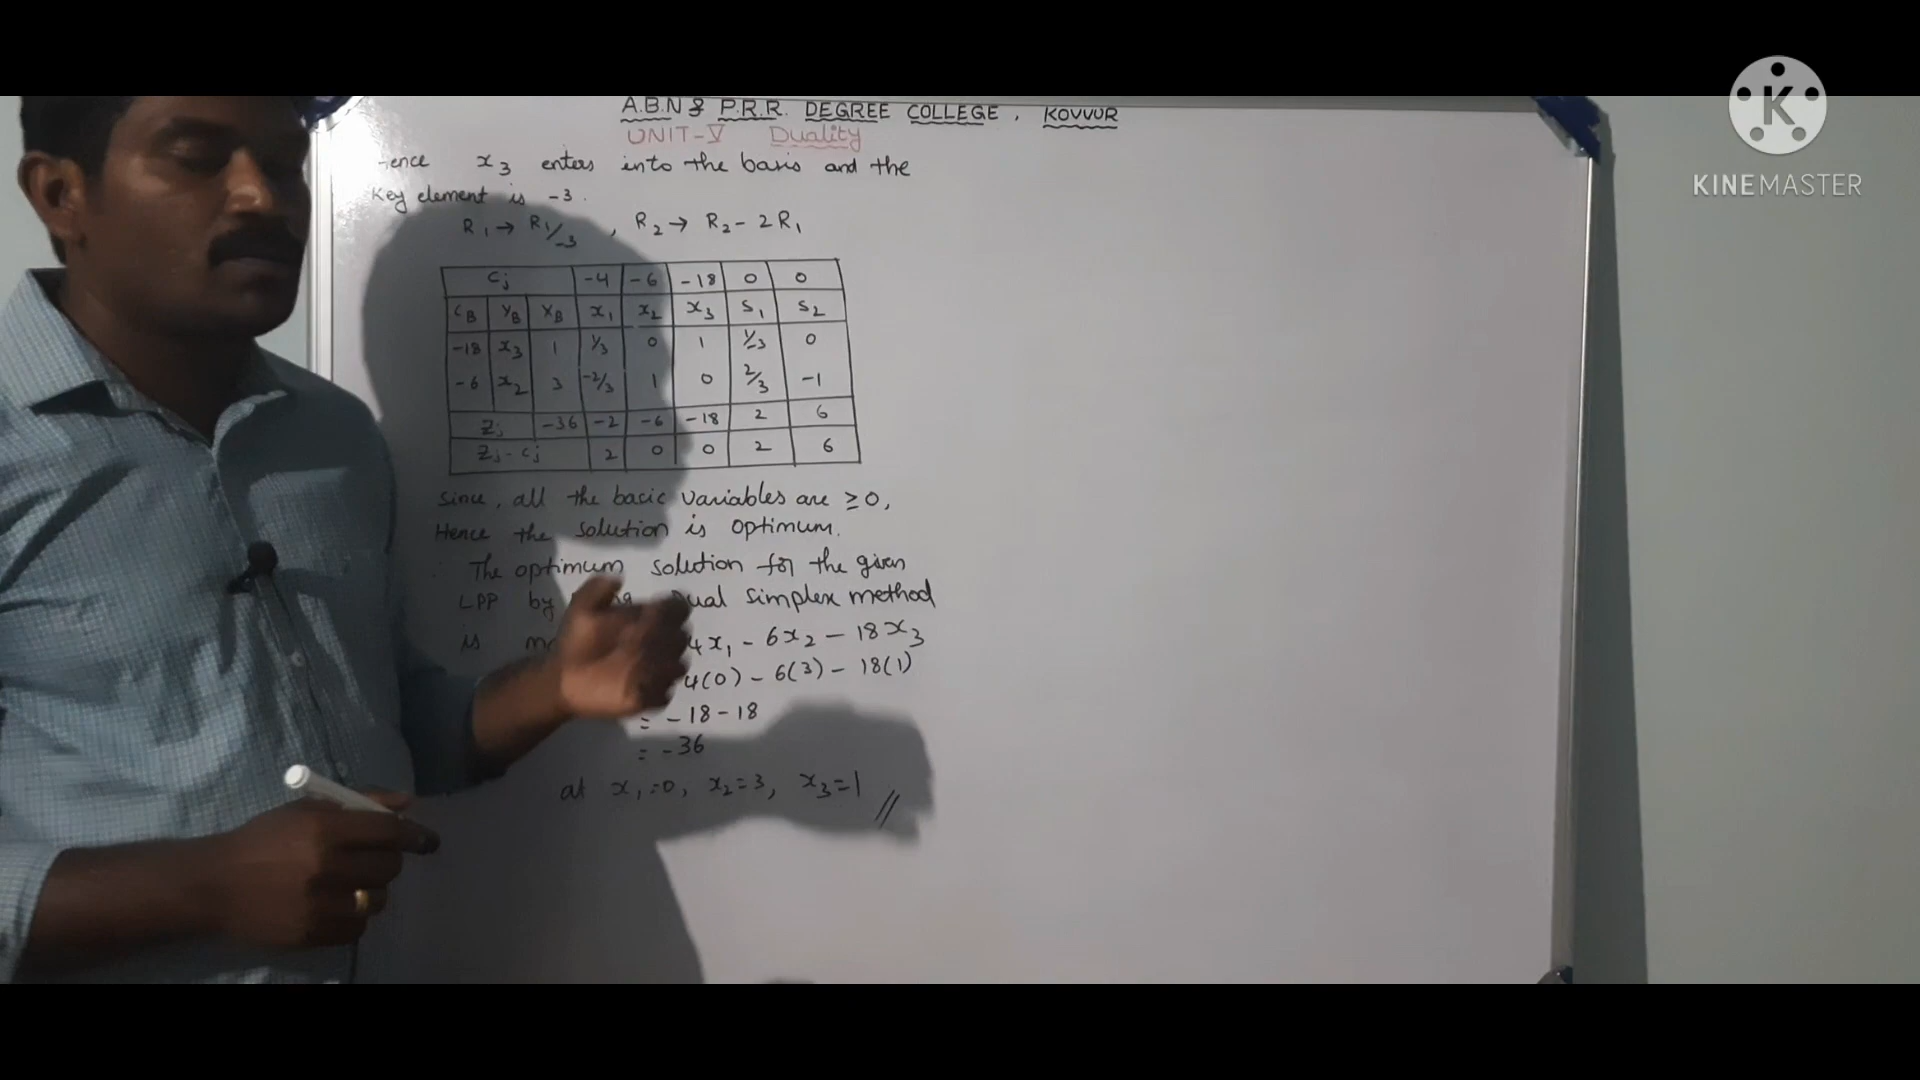 A.B.N & P.R.R. DEGREE COLLEGE, KOVVUR
UNIT-V Duality
ence x3 enters into the basis and the
Key element is -3.
R1 → R1/-3 , R2 → R2 - 2R1
Cj -4 -6 -18 0 0
CB YB XB x1 x2 x3 S1 S2
-18 x3 1 1/3 0 1 1/-3 0
-6 x2 3 -2/3 1 0 2/3 -1
Zj -36 -2 -6 -18 2 6
Zj - Cj 2 0 0 2 6
Since, all the basic variables are ≥ 0,
Hence the solution is optimum.
The optimum solution for the given
LPP by Dual Simplex method
is 4x1 - 6x2 - 18x3
4(0) - 6(3) - 18(1)
= -18-18
= -36
at x1=0, x2=3, x3=1 //
KINEMASTER